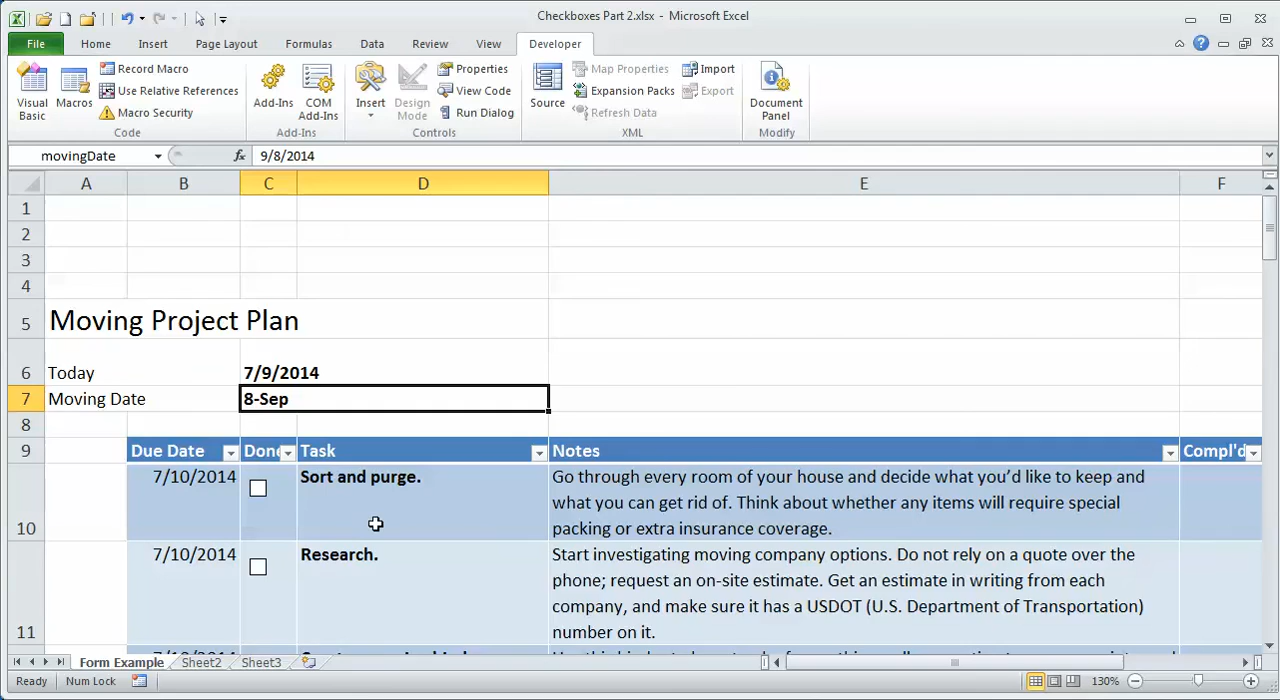 Checkboxes Part 2.xlsx - Microsoft Excel
File Home Insert Page Layout Formulas Data Review View Developer
Visual Basic
Macros
Record Macro
Use Relative References
Macro Security
Code
Add-Ins
COM Add-Ins
Add-Ins
Insert
Design Mode
Properties
View Code
Run Dialog
Controls
Source
Map Properties
Expansion Packs
Refresh Data
Import
Export
XML
Document Panel
Modify
movingDate fx 9/8/2014
A B C D E F
1
2
3
4
5 Moving Project Plan
6 Today 7/9/2014
7 Moving Date 8-Sep
8
9 Due Date Done Task Notes Compl'd
10 7/10/2014 Sort and purge. Go through every room of your house and decide what you'd like to keep and
what you can get rid of. Think about whether any items will require special
packing or extra insurance coverage.
11 7/10/2014 Research. Start investigating moving company options. Do not rely on a quote over the
phone; request an on-site estimate. Get an estimate in writing from each
company, and make sure it has a USDOT (U.S. Department of Transportation)
number on it.
Form Example Sheet2 Sheet3
Ready Num Lock 130%